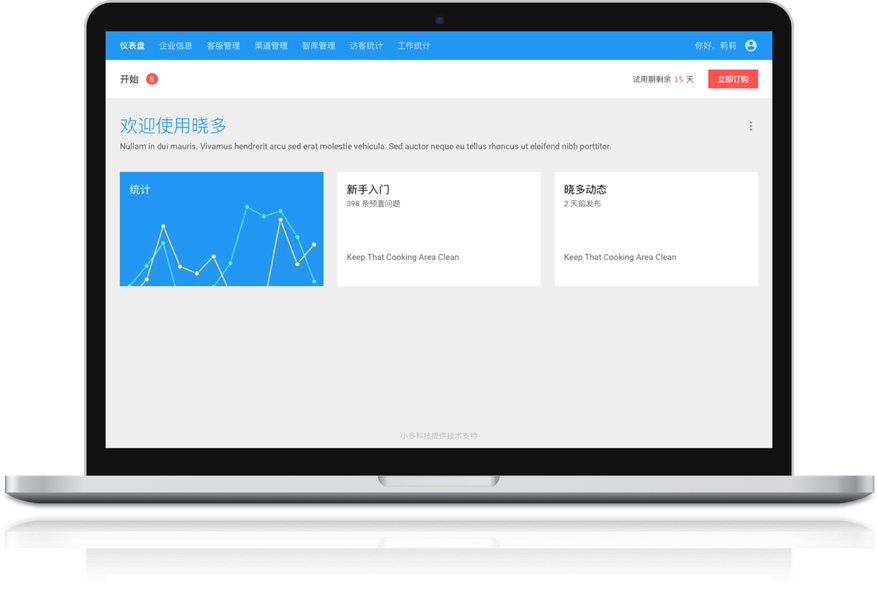 仪表盘 企业信息 客服管理 渠道管理 智库管理 访客统计 工作统计 你好，莉莉
开始 5 试用期剩余 15 天 立即订购
欢迎使用晓多
Nullam in dui mauris. Vivamus hendrerit arcu sed erat molestie vehicula. Sed auctor neque eu tellus rhoncus ut eleifend nibh porttitor.
统计
新手入门
398 条预置问题
Keep That Cooking Area Clean
晓多动态
2 天前发布
Keep That Cooking Area Clean
小多科技提供技术支持